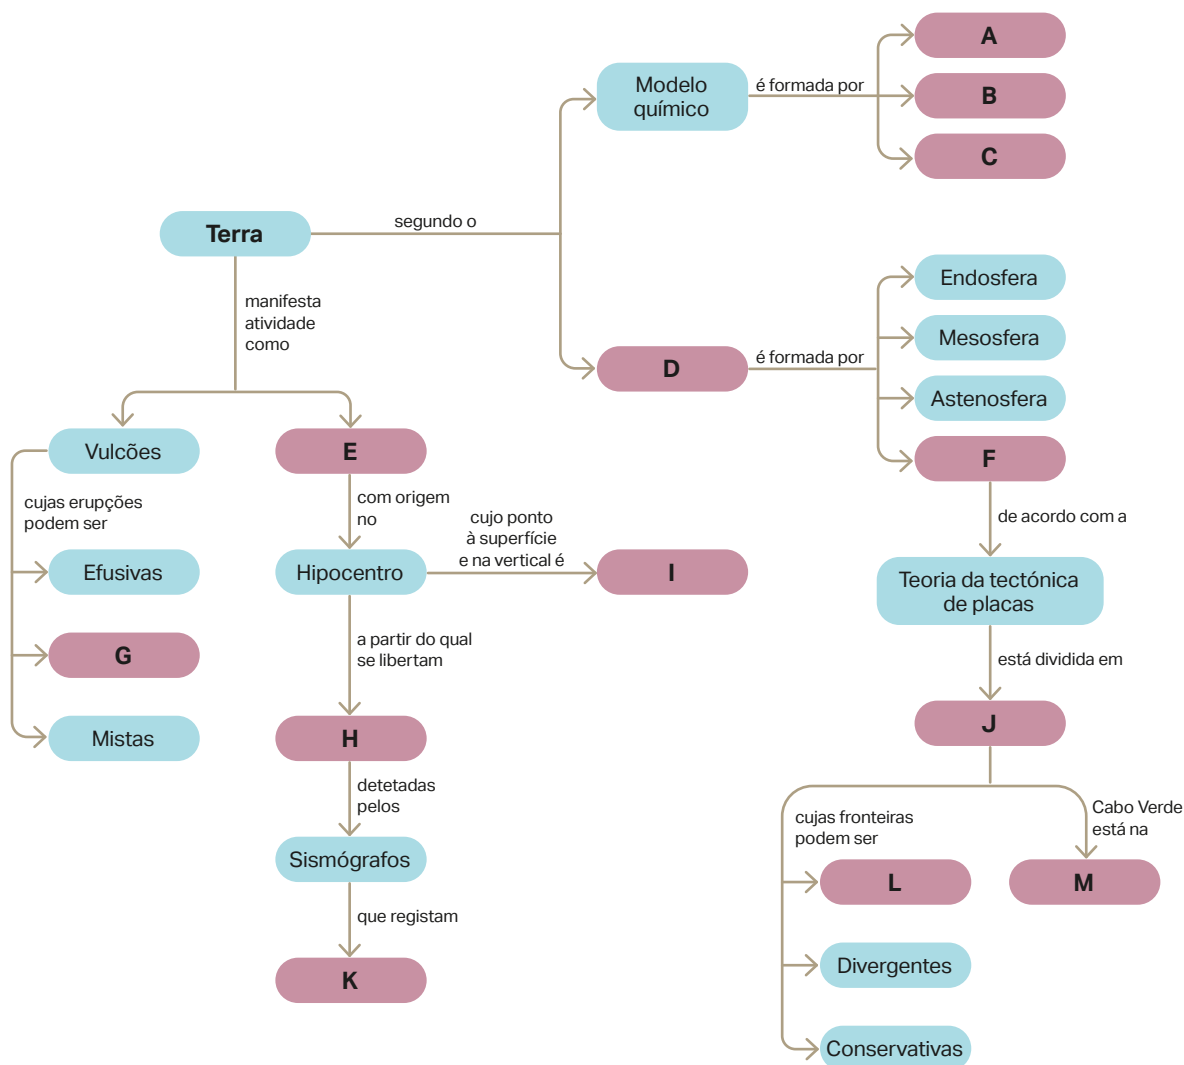 A
Modelo
químico
é formada por
B
C
Terra
segundo o
manifesta
atividade
como
Endosfera
Mesosfera
D
é formada por
Astenosfera
F
Vulcões
E
cujas erupções
podem ser
com origem
no
cujo ponto
à superfície
e na vertical é
de acordo com a
Efusivas
Hipocentro
I
Teoria da tectónica
de placas
G
a partir do qual
se libertam
está dividida em
Mistas
H
J
detetadas
pelos
cujas fronteiras
podem ser
Cabo Verde
está na
Sismógrafos
L
M
que registam
K
Divergentes
Conservativas